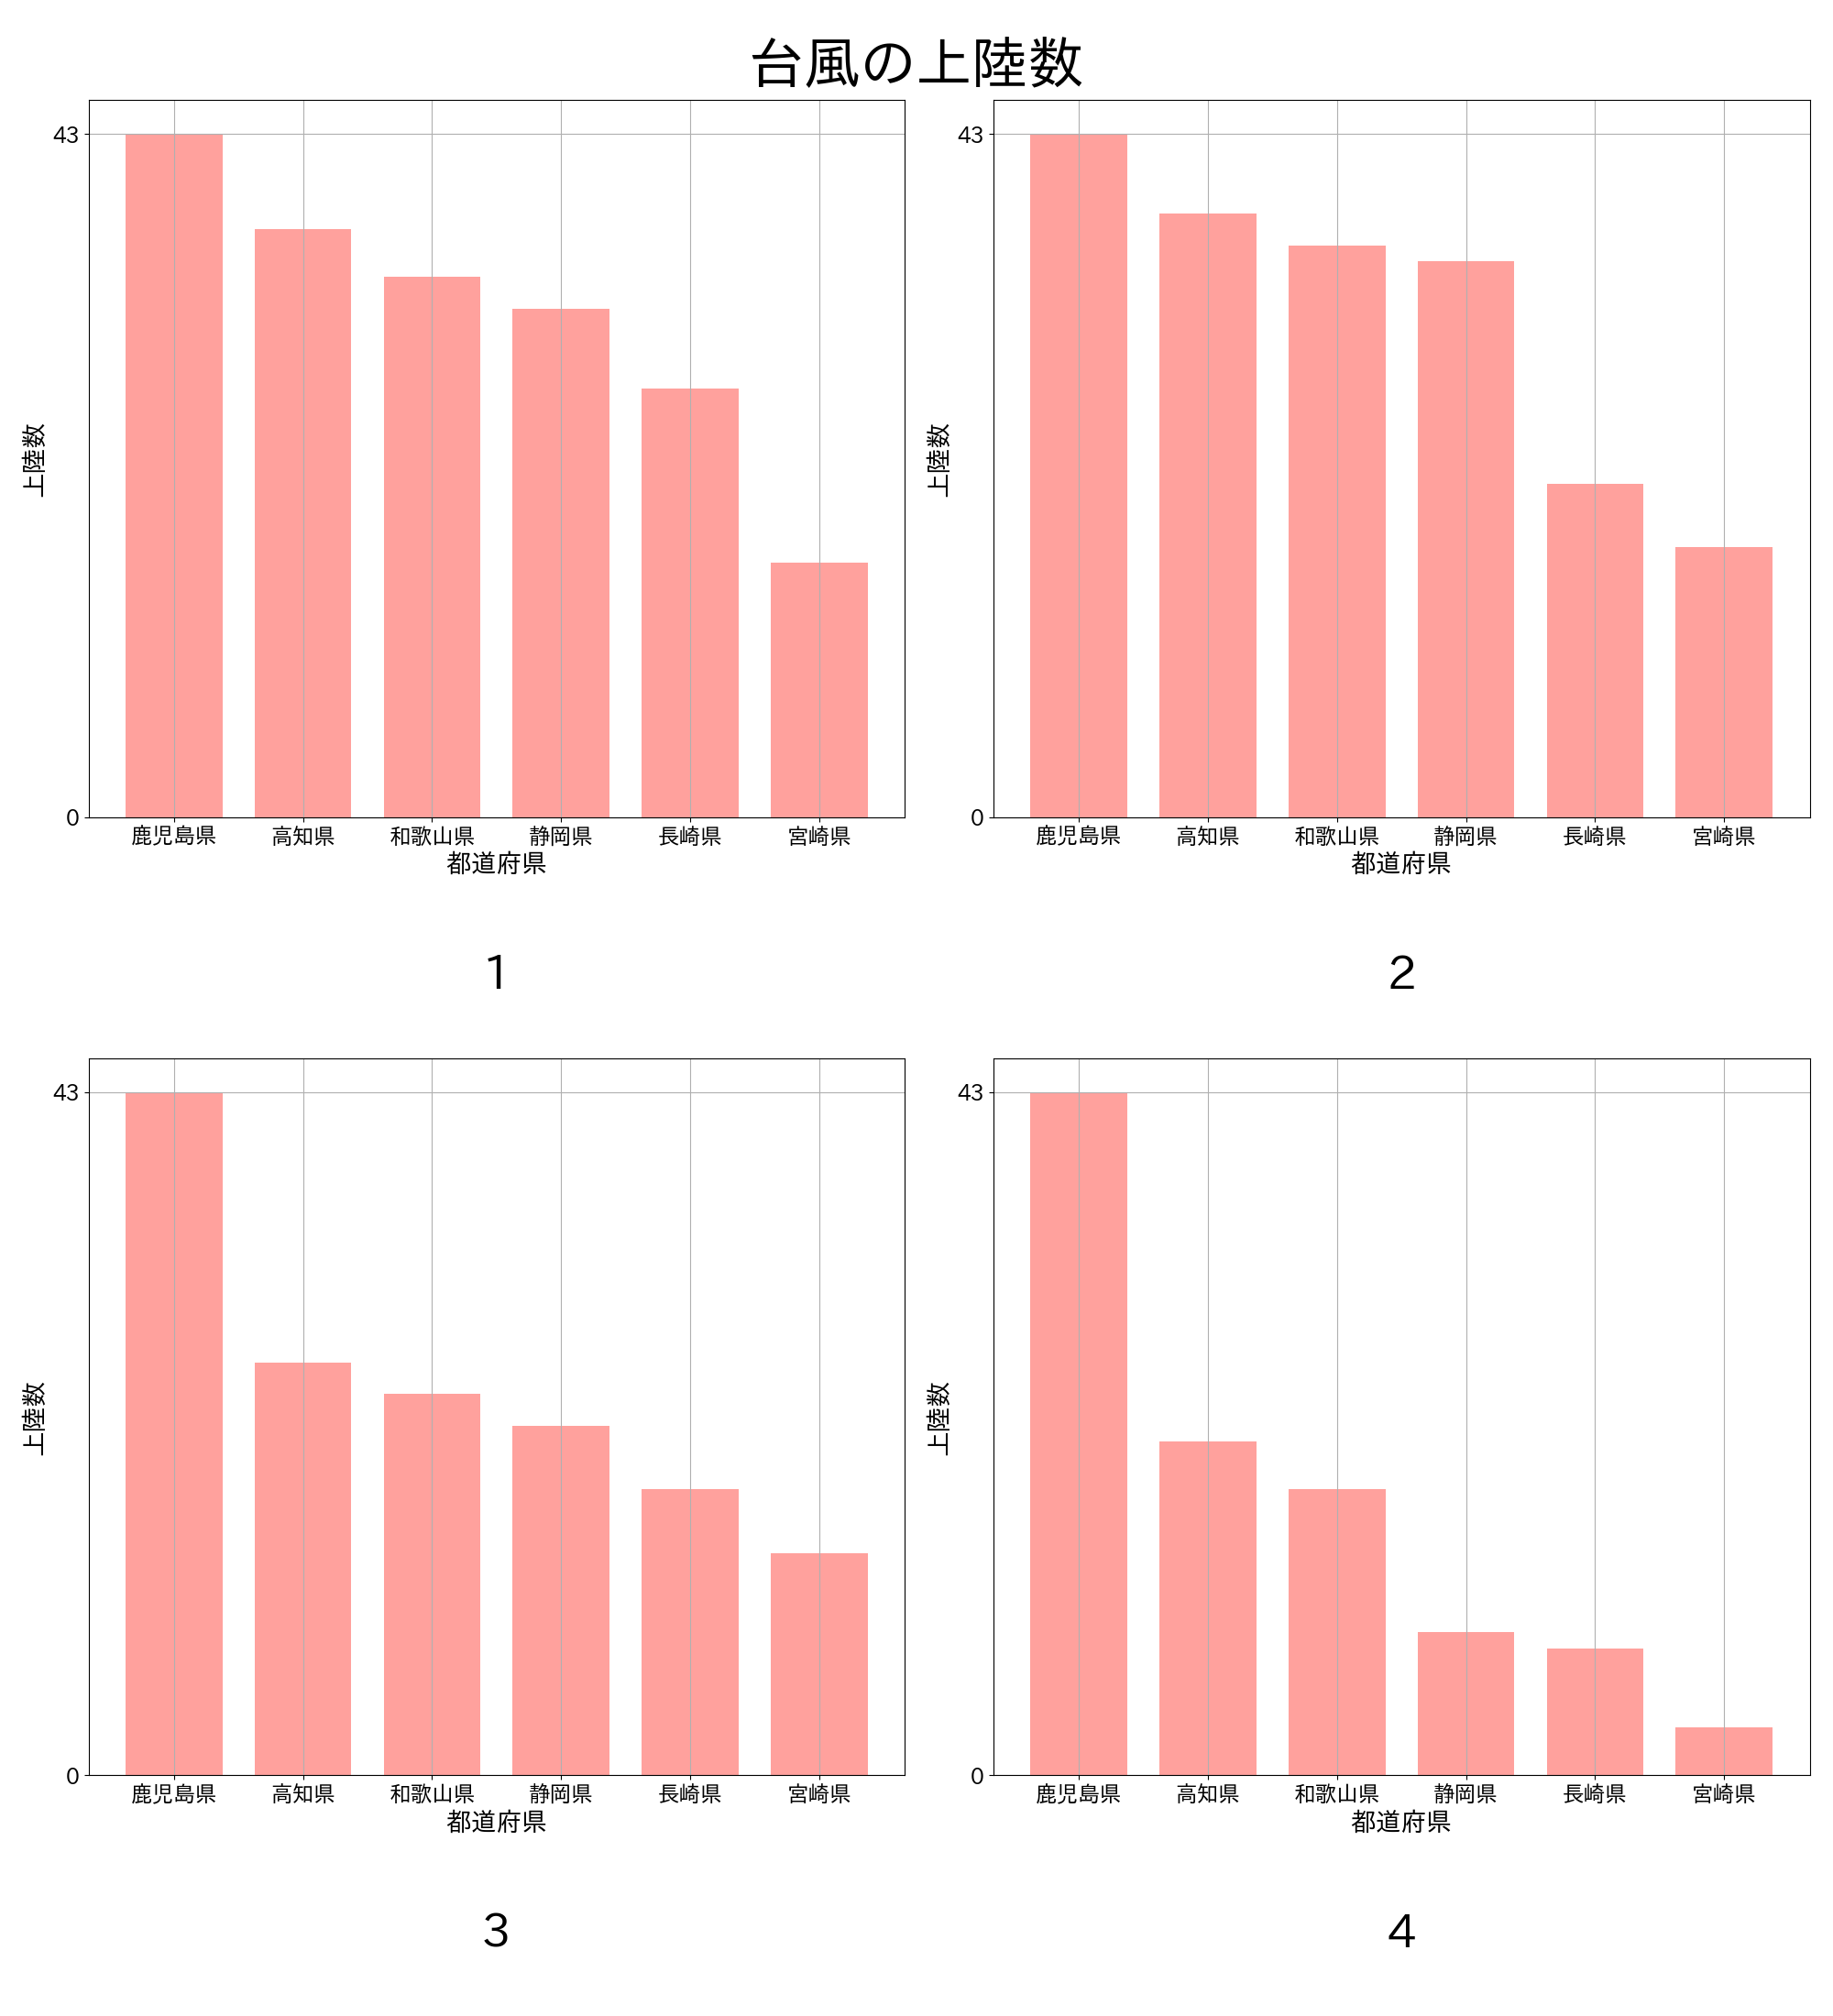 台風の上陸数
43
0
上陸数
鹿児島県 高知県 和歌山県 静岡県 長崎県 宮崎県
都道府県
1
43
0
上陸数
鹿児島県 高知県 和歌山県 静岡県 長崎県 宮崎県
都道府県
2
43
0
上陸数
鹿児島県 高知県 和歌山県 静岡県 長崎県 宮崎県
都道府県
3
43
0
上陸数
鹿児島県 高知県 和歌山県 静岡県 長崎県 宮崎県
都道府県
4